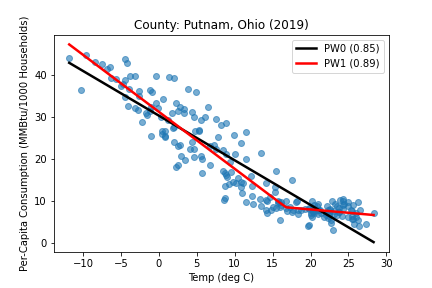 County: Putnam, Ohio (2019)
PW0 (0.85)
PW1 (0.89)
Per-Capita Consumption (MMBtu/1000 Households)
40
30
20
10
0
−10 −5 0 5 10 15 20 25 30
Temp (deg C)